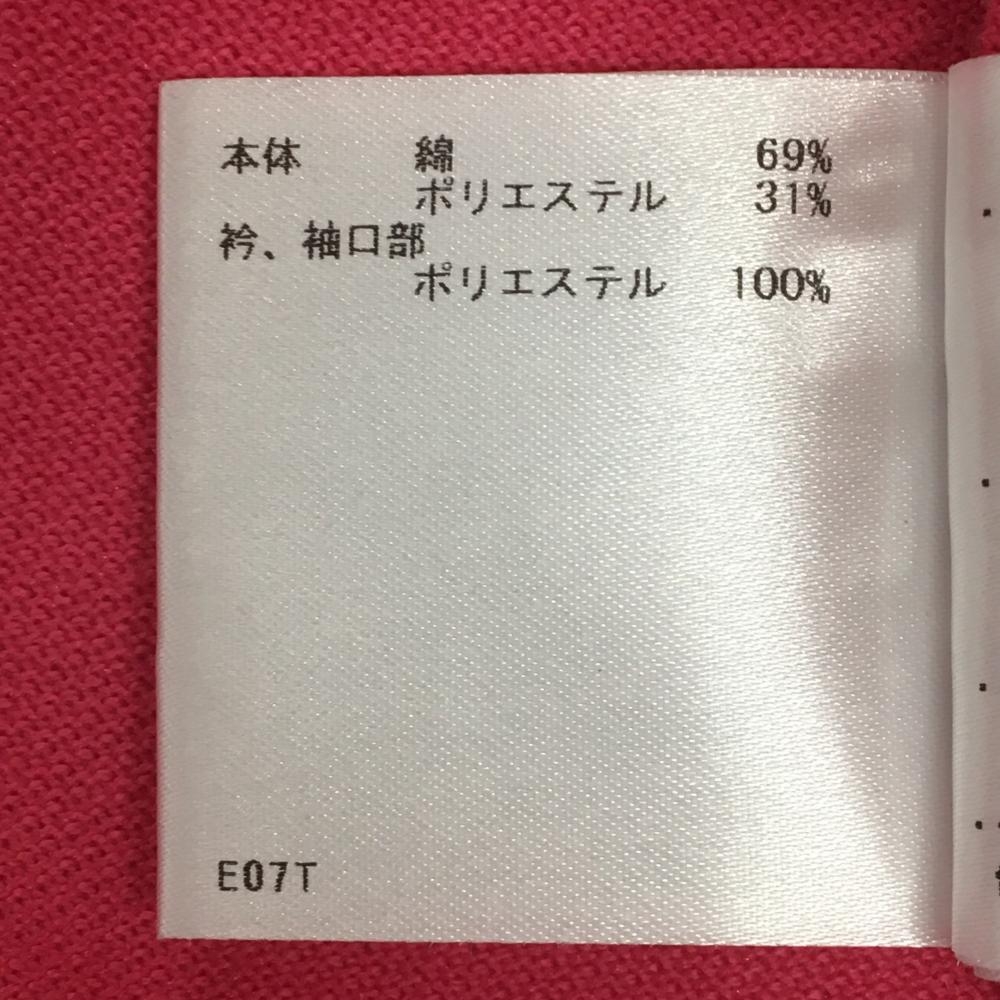 本体 綿 69%
ポリエステル 31%
衿、袖口部
ポリエステル 100%
E07T